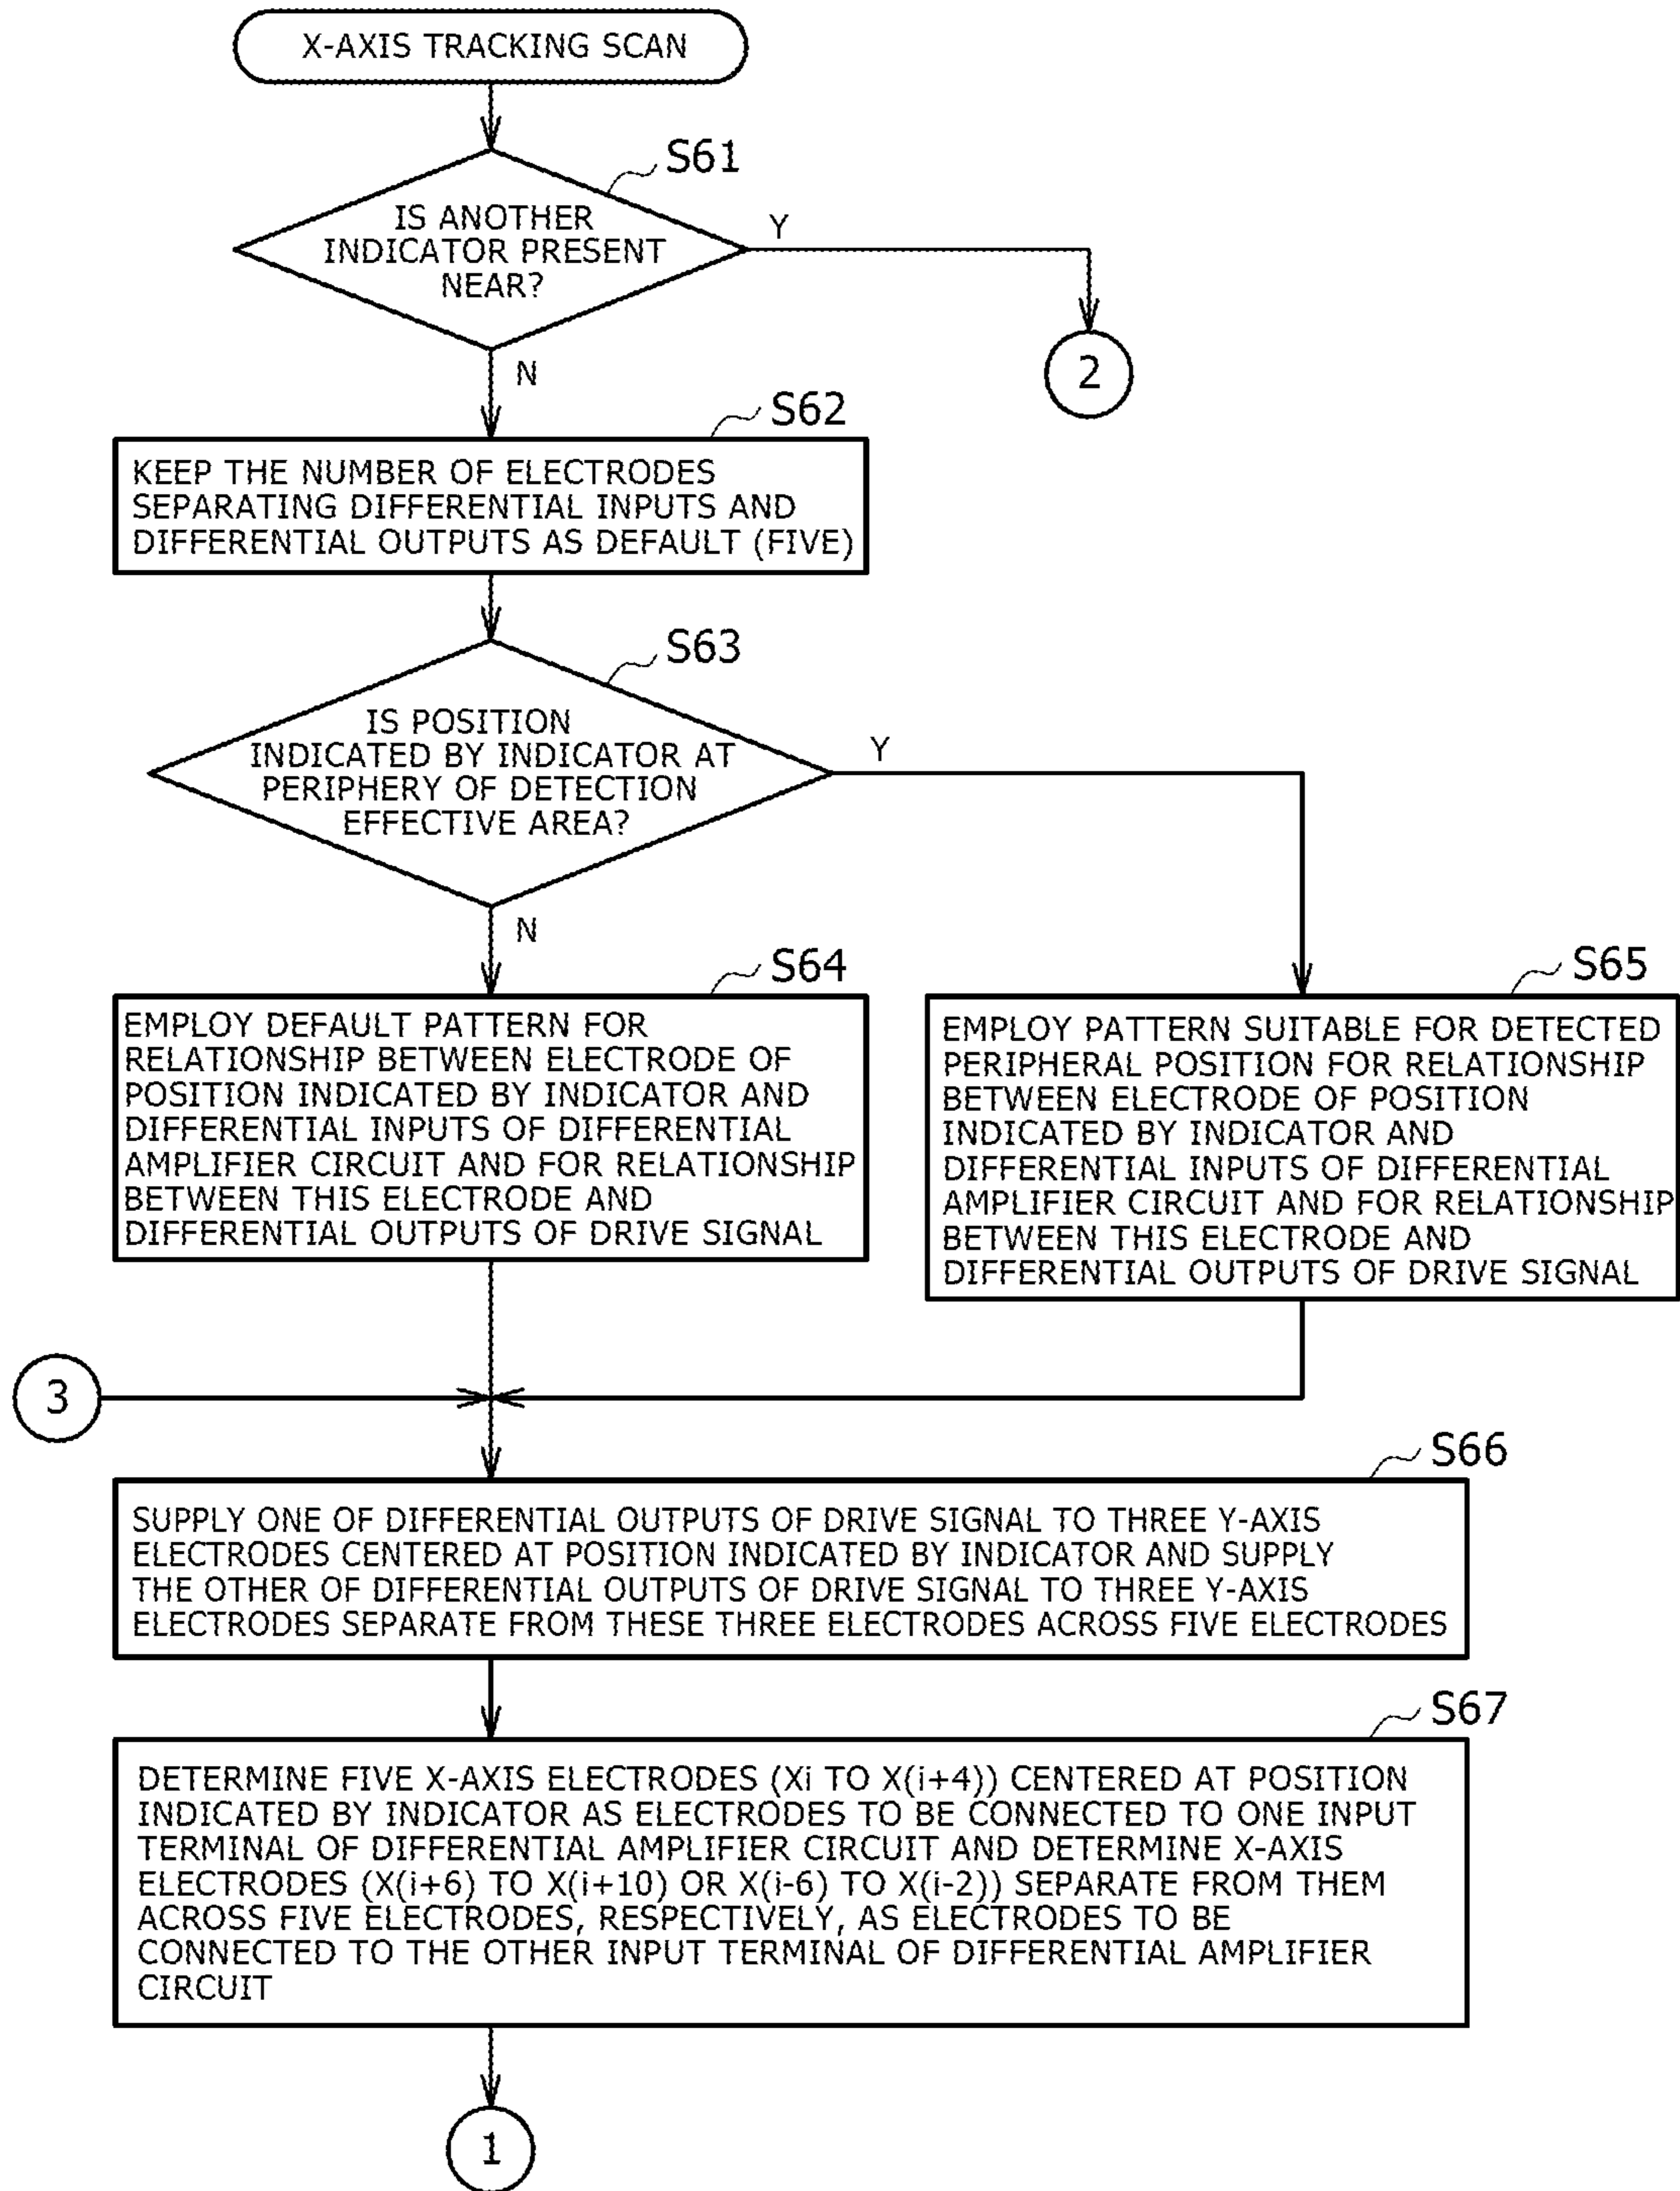 X-AXIS TRACKING SCAN
S61
IS ANOTHER
INDICATOR PRESENT
NEAR?
Y
2
N
S62
KEEP THE NUMBER OF ELECTRODES
SEPARATING DIFFERENTIAL INPUTS AND
DIFFERENTIAL OUTPUTS AS DEFAULT (FIVE)
S63
IS POSITION
INDICATED BY INDICATOR AT
PERIPHERY OF DETECTION
EFFECTIVE AREA?
Y
N
S64
EMPLOY DEFAULT PATTERN FOR
RELATIONSHIP BETWEEN ELECTRODE OF
POSITION INDICATED BY INDICATOR AND
DIFFERENTIAL INPUTS OF DIFFERENTIAL
AMPLIFIER CIRCUIT AND FOR RELATIONSHIP
BETWEEN THIS ELECTRODE AND
DIFFERENTIAL OUTPUTS OF DRIVE SIGNAL
S65
EMPLOY PATTERN SUITABLE FOR DETECTED
PERIPHERAL POSITION FOR RELATIONSHIP
BETWEEN ELECTRODE OF POSITION
INDICATED BY INDICATOR AND
DIFFERENTIAL INPUTS OF DIFFERENTIAL
AMPLIFIER CIRCUIT AND FOR RELATIONSHIP
BETWEEN THIS ELECTRODE AND
DIFFERENTIAL OUTPUTS OF DRIVE SIGNAL
3
S66
SUPPLY ONE OF DIFFERENTIAL OUTPUTS OF DRIVE SIGNAL TO THREE Y-AXIS
ELECTRODES CENTERED AT POSITION INDICATED BY INDICATOR AND SUPPLY
THE OTHER OF DIFFERENTIAL OUTPUTS OF DRIVE SIGNAL TO THREE Y-AXIS
ELECTRODES SEPARATE FROM THESE THREE ELECTRODES ACROSS FIVE ELECTRODES
S67
DETERMINE FIVE X-AXIS ELECTRODES (Xi TO X(i+4)) CENTERED AT POSITION
INDICATED BY INDICATOR AS ELECTRODES TO BE CONNECTED TO ONE INPUT
TERMINAL OF DIFFERENTIAL AMPLIFIER CIRCUIT AND DETERMINE X-AXIS
ELECTRODES (X(i+6) TO X(i+10) OR X(i-6) TO X(i-2)) SEPARATE FROM THEM
ACROSS FIVE ELECTRODES, RESPECTIVELY, AS ELECTRODES TO BE
CONNECTED TO THE OTHER INPUT TERMINAL OF DIFFERENTIAL AMPLIFIER
CIRCUIT
1